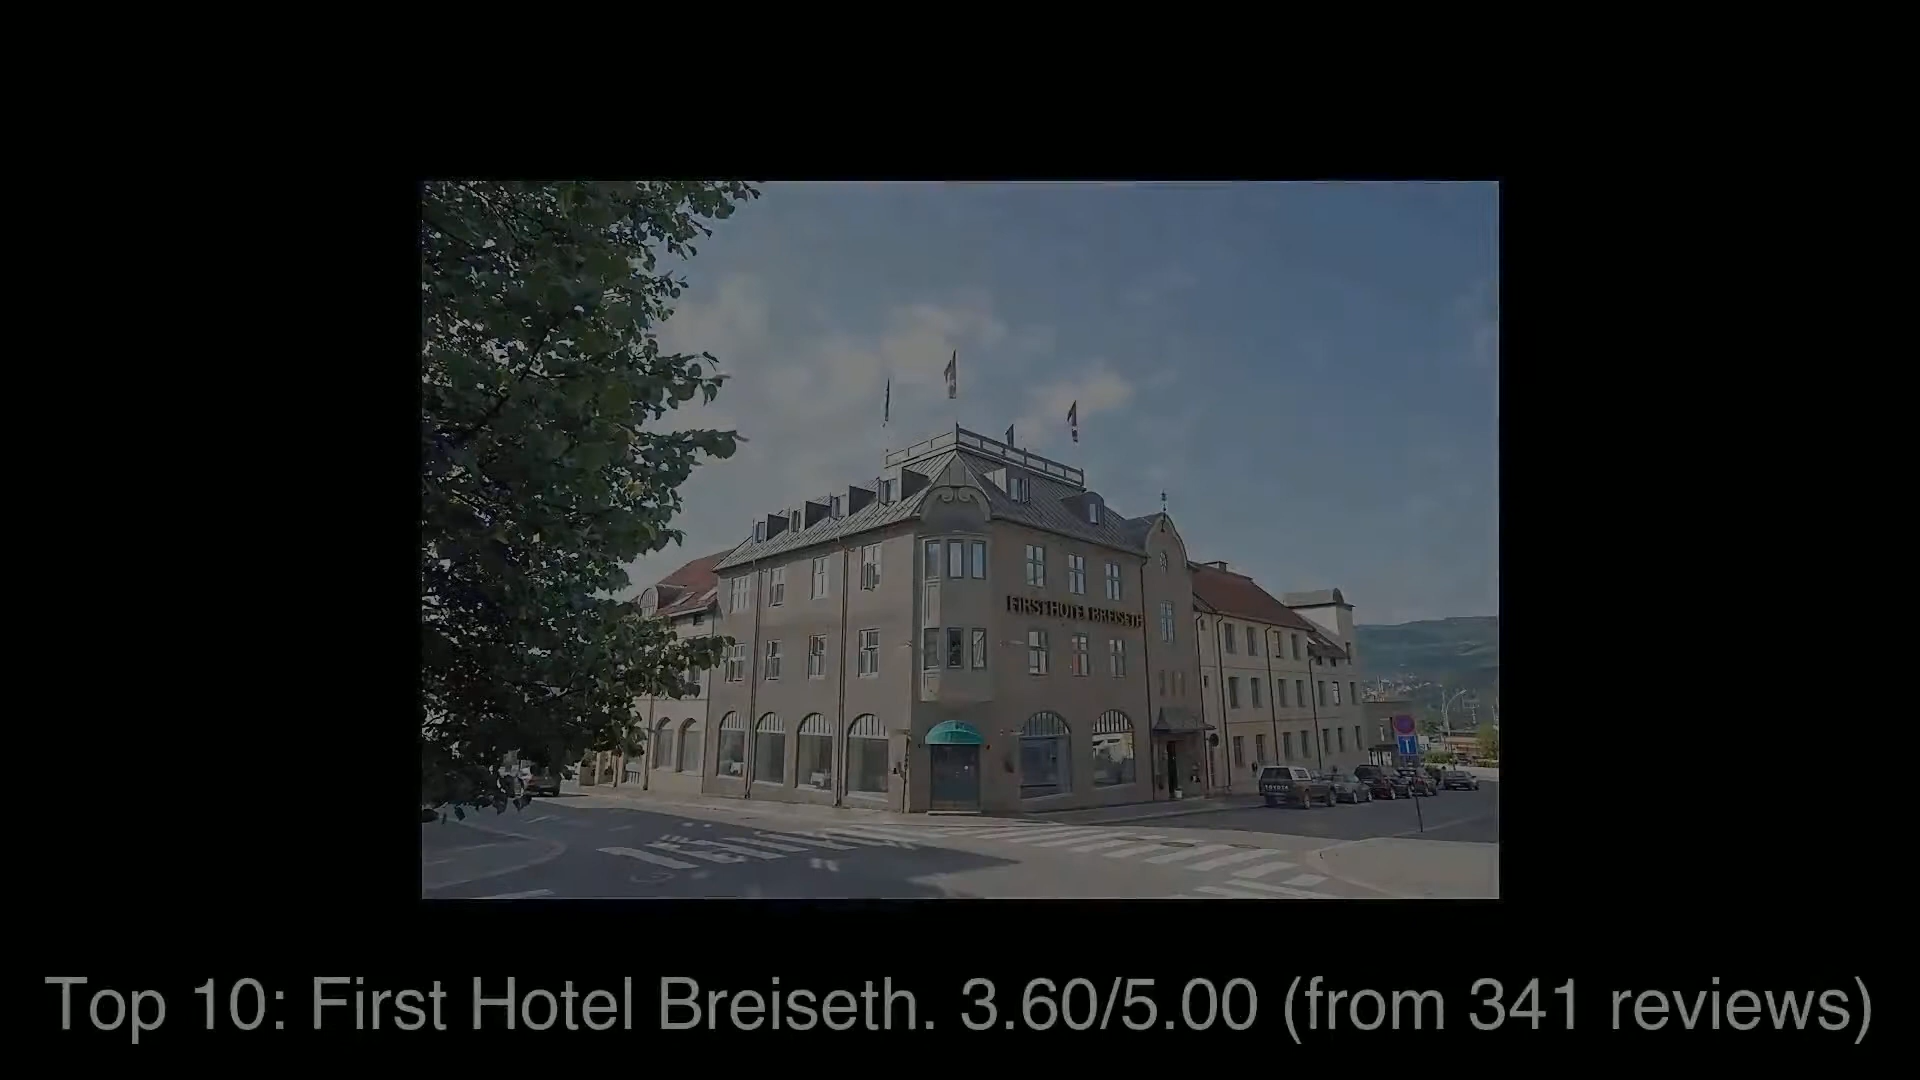 FIRST HOTEL BREISETH
Top 10: First Hotel Breiseth. 3.60/5.00 (from 341 reviews)